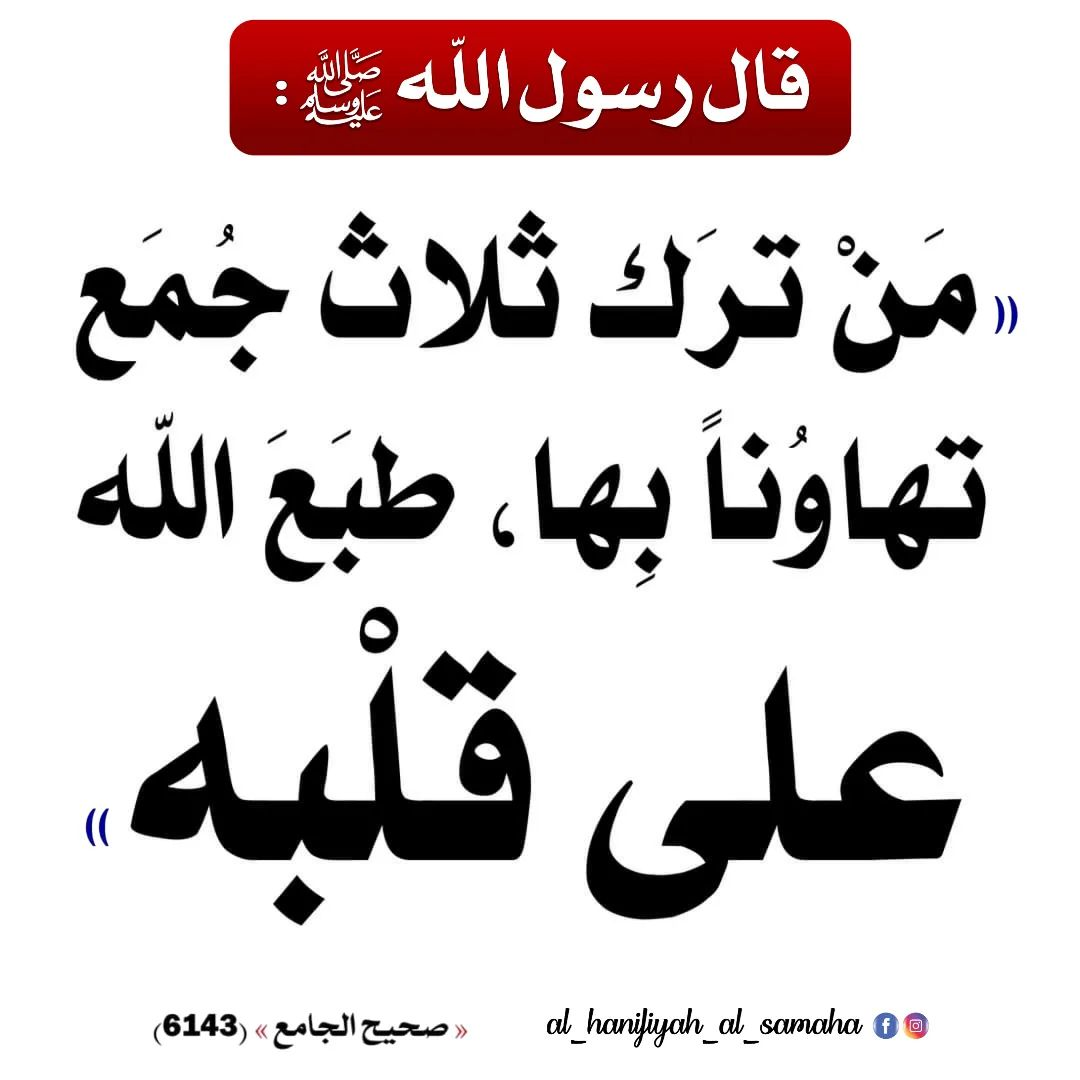 قال رسول الله ﷺ :
(( مَنْ ترَك ثلاث جُمَع
تهاوُناً بِها، طبَعَ اللّه
على قلْبه ))
« صحيح الجامع » (6143)
al_hanifiyah_al_samaha